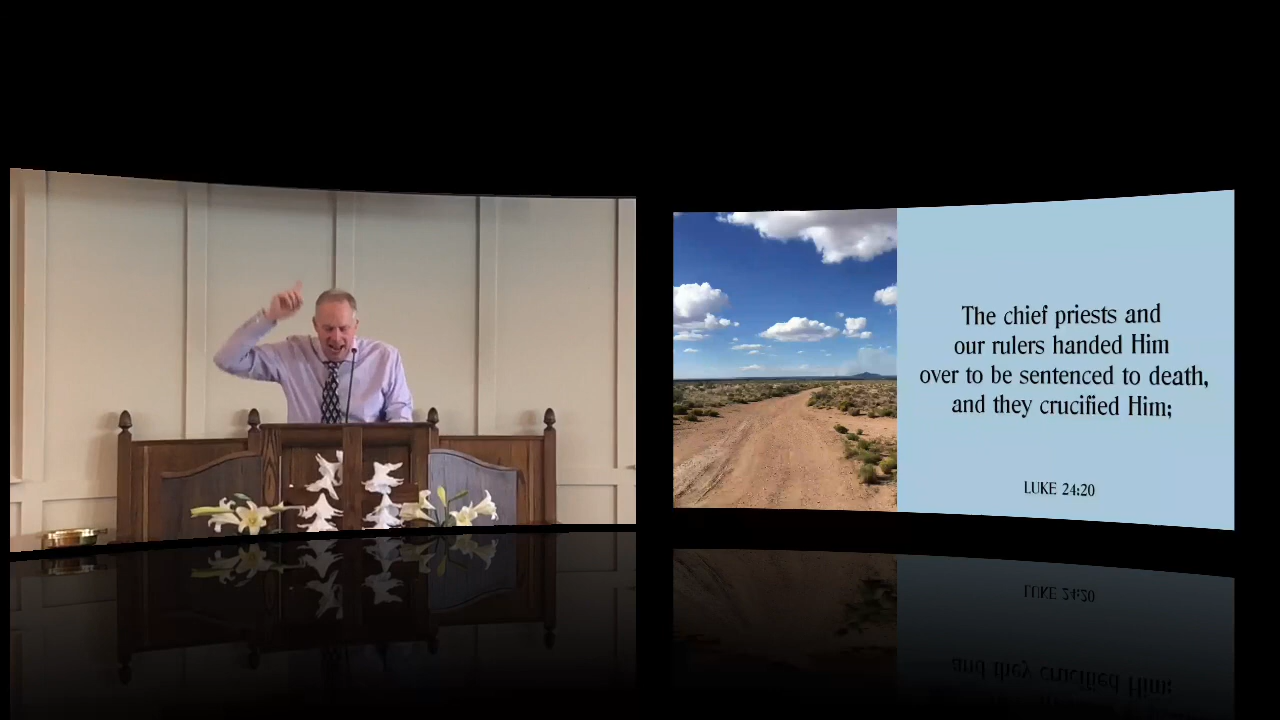 The chief priests and
our rulers handed Him
over to be sentenced to death,
and they crucified Him;
LUKE 24:20